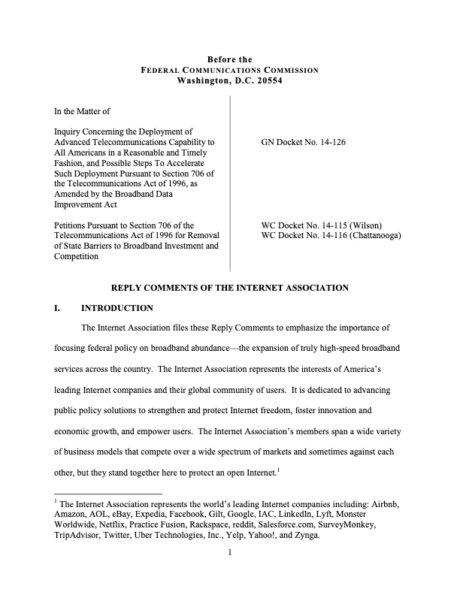 Before the
FEDERAL COMMUNICATIONS COMMISSION
Washington, D.C. 20554
In the Matter of
Inquiry Concerning the Deployment of
Advanced Telecommunications Capability to
All Americans in a Reasonable and Timely
Fashion, and Possible Steps To Accelerate
Such Deployment Pursuant to Section 706 of
the Telecommunications Act of 1996, as
Amended by the Broadband Data
Improvement Act
GN Docket No. 14-126
Petitions Pursuant to Section 706 of the
Telecommunications Act of 1996 for Removal
of State Barriers to Broadband Investment and
Competition
WC Docket No. 14-115 (Wilson)
WC Docket No. 14-116 (Chattanooga)
REPLY COMMENTS OF THE INTERNET ASSOCIATION
I. INTRODUCTION
The Internet Association files these Reply Comments to emphasize the importance of
focusing federal policy on broadband abundance—the expansion of truly high-speed broadband
services across the country. The Internet Association represents the interests of America's
leading Internet companies and their global community of users. It is dedicated to advancing
public policy solutions to strengthen and protect Internet freedom, foster innovation and
economic growth, and empower users. The Internet Association's members span a wide variety
of business models that compete over a wide spectrum of markets and sometimes against each
other, but they stand together here to protect an open Internet.1
1 The Internet Association represents the world's leading Internet companies including: Airbnb,
Amazon, AOL, eBay, Expedia, Facebook, Gilt, Google, IAC, LinkedIn, Lyft, Monster
Worldwide, Netflix, Practice Fusion, Rackspace, reddit, Salesforce.com, SurveyMonkey,
TripAdvisor, Twitter, Uber Technologies, Inc., Yelp, Yahoo!, and Zynga.
1